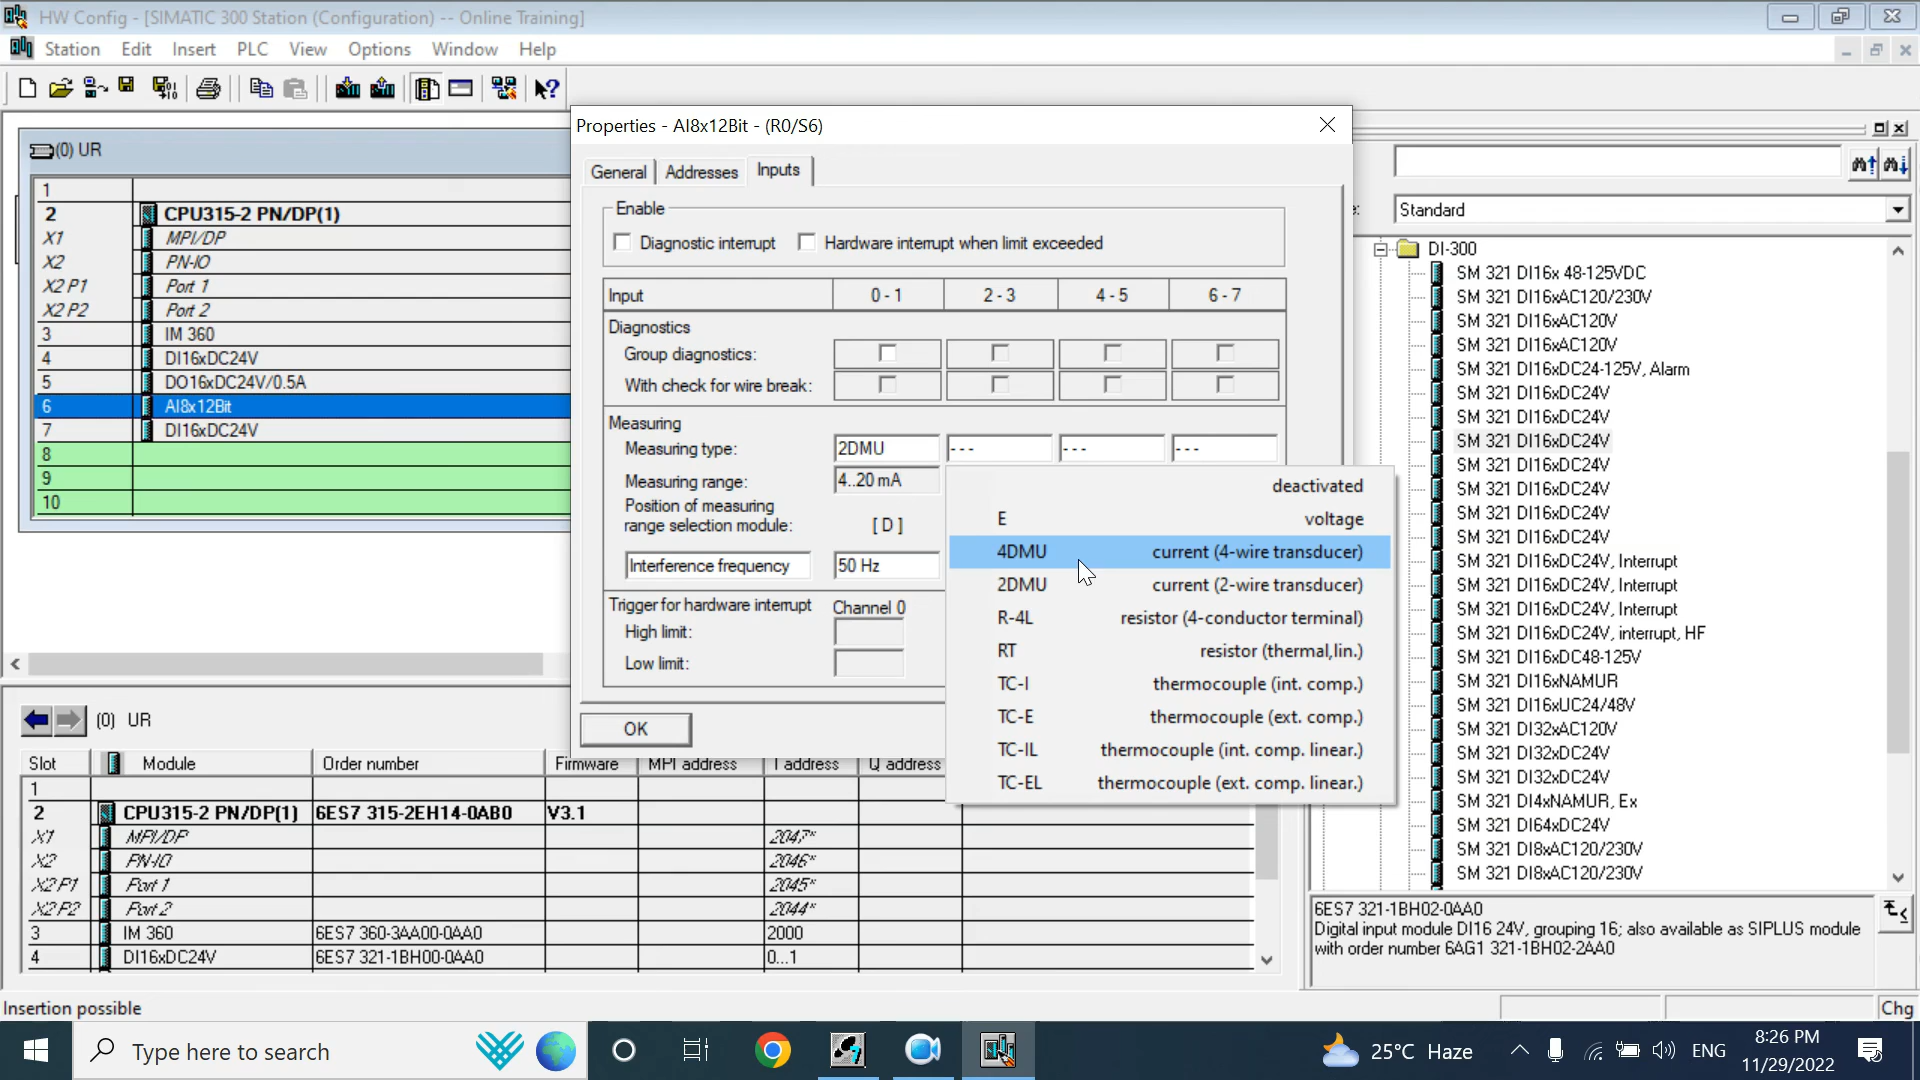 HW Config - [SIMATIC 300 Station (Configuration) -- Online Training]
Station Edit Insert PLC View Options Window Help
(0) UR
1
2 CPU315-2 PN/DP(1)
X1 MPI/DP
X2 PN-IO
X2 P1 Port 1
X2 P2 Port 2
3 IM 360
4 DI16xDC24V
5 DO16xDC24V/0.5A
6 AI8x12Bit
7 DI16xDC24V
8
9
10
Properties - AI8x12Bit - (R0/S6)
General Addresses Inputs
Enable
Diagnostic interrupt Hardware interrupt when limit exceeded
Input 0 - 1 2 - 3 4 - 5 6 - 7
Diagnostics
Group diagnostics:
With check for wire break:
Measuring
Measuring type: 2DMU --- --- ---
Measuring range: 4..20 mA
Position of measuring
range selection module: [ D ]
Interference frequency 50 Hz
Trigger for hardware interrupt Channel 0
High limit:
Low limit:
OK
deactivated
E voltage
4DMU current (4-wire transducer)
2DMU current (2-wire transducer)
R-4L resistor (4-conductor terminal)
RT resistor (thermal,lin.)
TC-I thermocouple (int. comp.)
TC-E thermocouple (ext. comp.)
TC-IL thermocouple (int. comp. linear.)
TC-EL thermocouple (ext. comp. linear.)
Standard
DI-300
SM 321 DI16x 48-125VDC
SM 321 DI16xAC120/230V
SM 321 DI16xAC120V
SM 321 DI16xAC120V
SM 321 DI16xDC24-125V, Alarm
SM 321 DI16xDC24V
SM 321 DI16xDC24V
SM 321 DI16xDC24V
SM 321 DI16xDC24V
SM 321 DI16xDC24V
SM 321 DI16xDC24V
SM 321 DI16xDC24V
SM 321 DI16xDC24V, Interrupt
SM 321 DI16xDC24V, Interrupt
SM 321 DI16xDC24V, Interrupt
SM 321 DI16xDC24V, interrupt, HF
SM 321 DI16xDC48-125V
SM 321 DI16xNAMUR
SM 321 DI16xUC24/48V
SM 321 DI32xAC120V
SM 321 DI32xDC24V
SM 321 DI32xDC24V
SM 321 DI4xNAMUR, Ex
SM 321 DI64xDC24V
SM 321 DI8xAC120/230V
SM 321 DI8xAC120/230V
6ES7 321-1BH02-0AA0
Digital input module DI16 24V, grouping 16; also available as SIPLUS module
with order number 6AG1 321-1BH02-2AA0
(0) UR
Slot Module Order number Firmware MPI address I address Q address
1
2 CPU315-2 PN/DP(1) 6ES7 315-2EH14-0AB0 V3.1
X1 MPI/DP 2047*
X2 PN-IO 2046*
X2 P1 Port 1 2045*
X2 P2 Port 2 2044*
3 IM 360 6ES7 360-3AA00-0AA0 2000
4 DI16xDC24V 6ES7 321-1BH00-0AA0 0...1
Insertion possible
Chg
Type here to search
25°C Haze
ENG
8:26 PM
11/29/2022